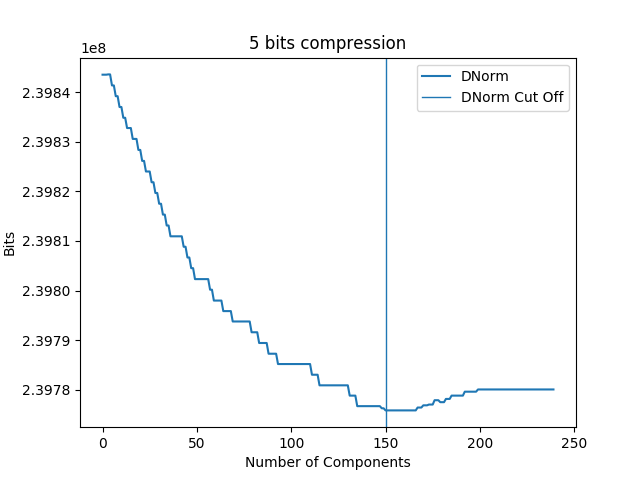 5 bits compression
1e8
2.3984
2.3983
2.3982
2.3981
2.3980
2.3979
2.3978
Bits
DNorm
DNorm Cut Off
0 50 100 150 200 250
Number of Components